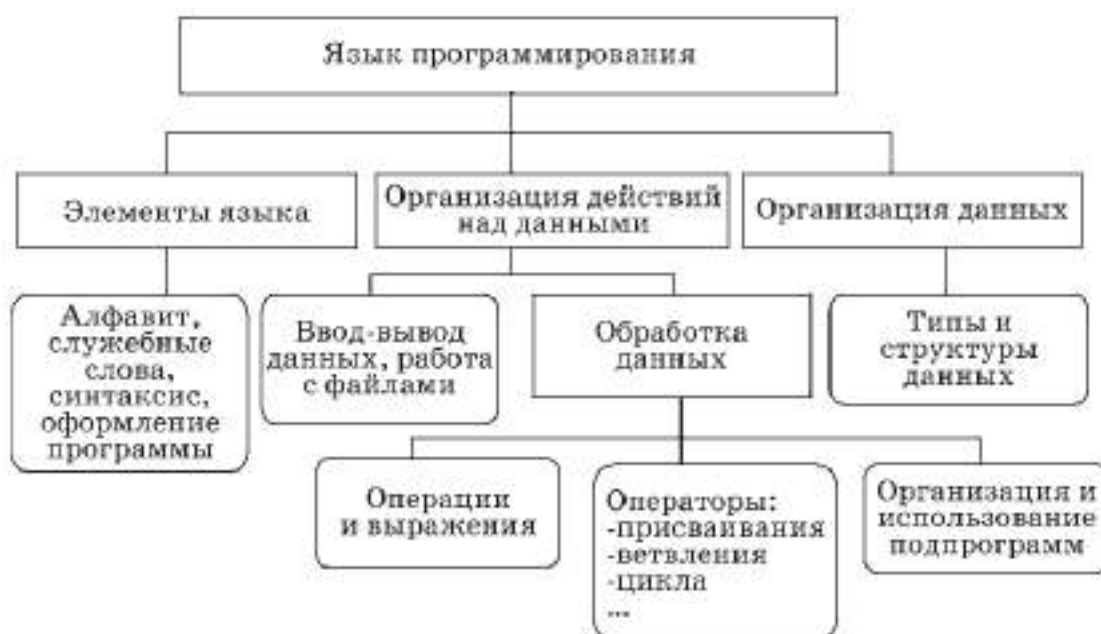 Язык программирования
Элементы языка
Организация действий
над данными
Организация данных
Алфавит,
служебные
слова,
синтаксис,
оформление
программы
Ввод-вывод
данных, работа
с файлами
Обработка
данных
Типы и
структуры
данных
Операции
и выражения
Операторы:
-присваивания
-ветвления
-цикла
...
Организация и
использование
подпрограмм